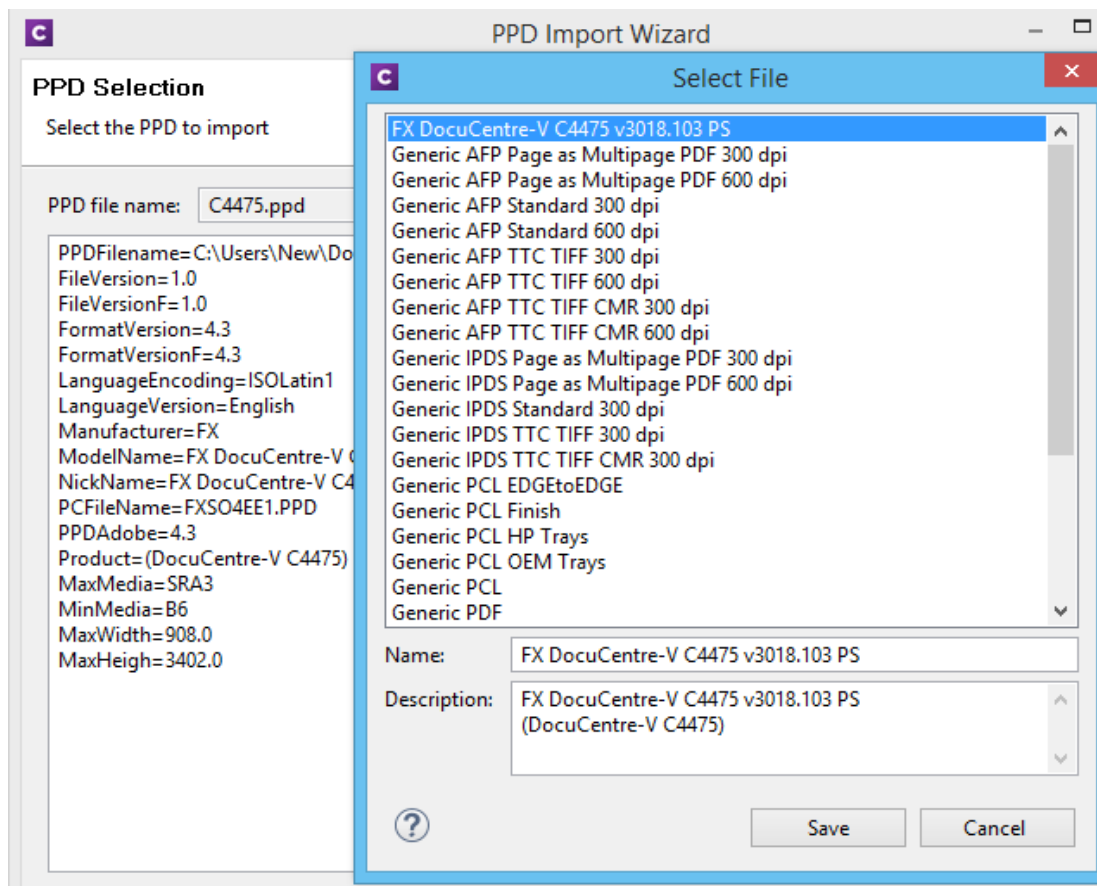 C
PPD Import Wizard
PPD Selection
Select the PPD to import
PPD file name: C4475.ppd
PPDFilename=C:\Users\New\Do
FileVersion=1.0
FileVersionF=1.0
FormatVersion=4.3
FormatVersionF=4.3
LanguageEncoding=ISOLatin1
LanguageVersion=English
Manufacturer=FX
ModelName=FX DocuCentre-V
NickName=FX DocuCentre-V C4
PCFileName=FXSO4EE1.PPD
PPDAdobe=4.3
Product=(DocuCentre-V C4475)
MaxMedia=SRA3
MinMedia=B6
MaxWidth=908.0
MaxHeigh=3402.0
C
Select File
FX DocuCentre-V C4475 v3018.103 PS
Generic AFP Page as Multipage PDF 300 dpi
Generic AFP Page as Multipage PDF 600 dpi
Generic AFP Standard 300 dpi
Generic AFP Standard 600 dpi
Generic AFP TTC TIFF 300 dpi
Generic AFP TTC TIFF 600 dpi
Generic AFP TTC TIFF CMR 300 dpi
Generic AFP TTC TIFF CMR 600 dpi
Generic IPDS Page as Multipage PDF 300 dpi
Generic IPDS Page as Multipage PDF 600 dpi
Generic IPDS Standard 300 dpi
Generic IPDS TTC TIFF 300 dpi
Generic IPDS TTC TIFF CMR 300 dpi
Generic PCL EDGEtoEDGE
Generic PCL Finish
Generic PCL HP Trays
Generic PCL OEM Trays
Generic PCL
Generic PDF
Name: FX DocuCentre-V C4475 v3018.103 PS
Description: FX DocuCentre-V C4475 v3018.103 PS
(DocuCentre-V C4475)
?
Save Cancel